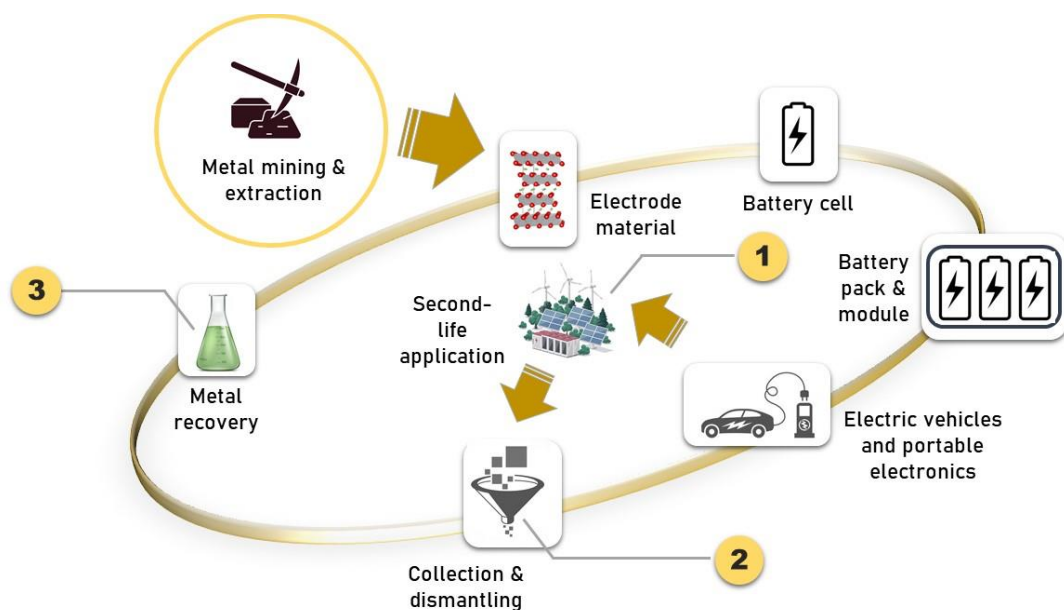 Metal mining &
extraction
Electrode
material
Battery cell
Battery
pack &
module
1
Second-
life
application
3
Metal
recovery
Electric vehicles
and portable
electronics
2
Collection &
dismantling